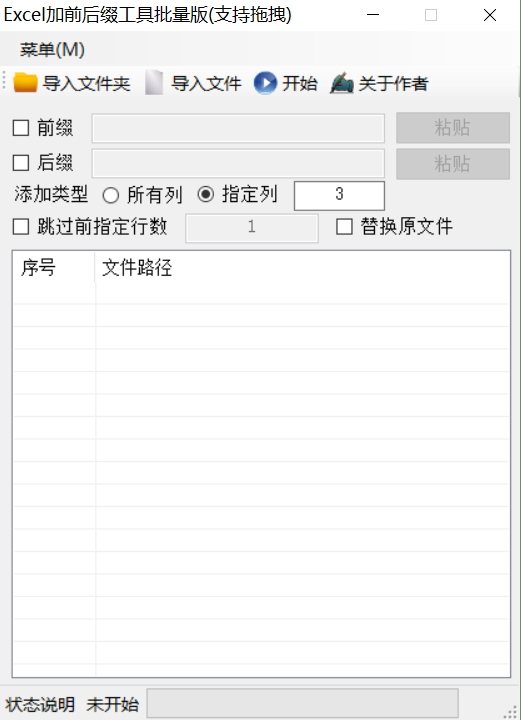 Excel加前后缀工具批量版(支持拖拽)
菜单(M)
导入文件夹 导入文件 开始 关于作者
前缀 粘贴
后缀 粘贴
添加类型 所有列 指定列 3
跳过前指定行数 1 替换原文件
序号 文件路径
状态说明 未开始